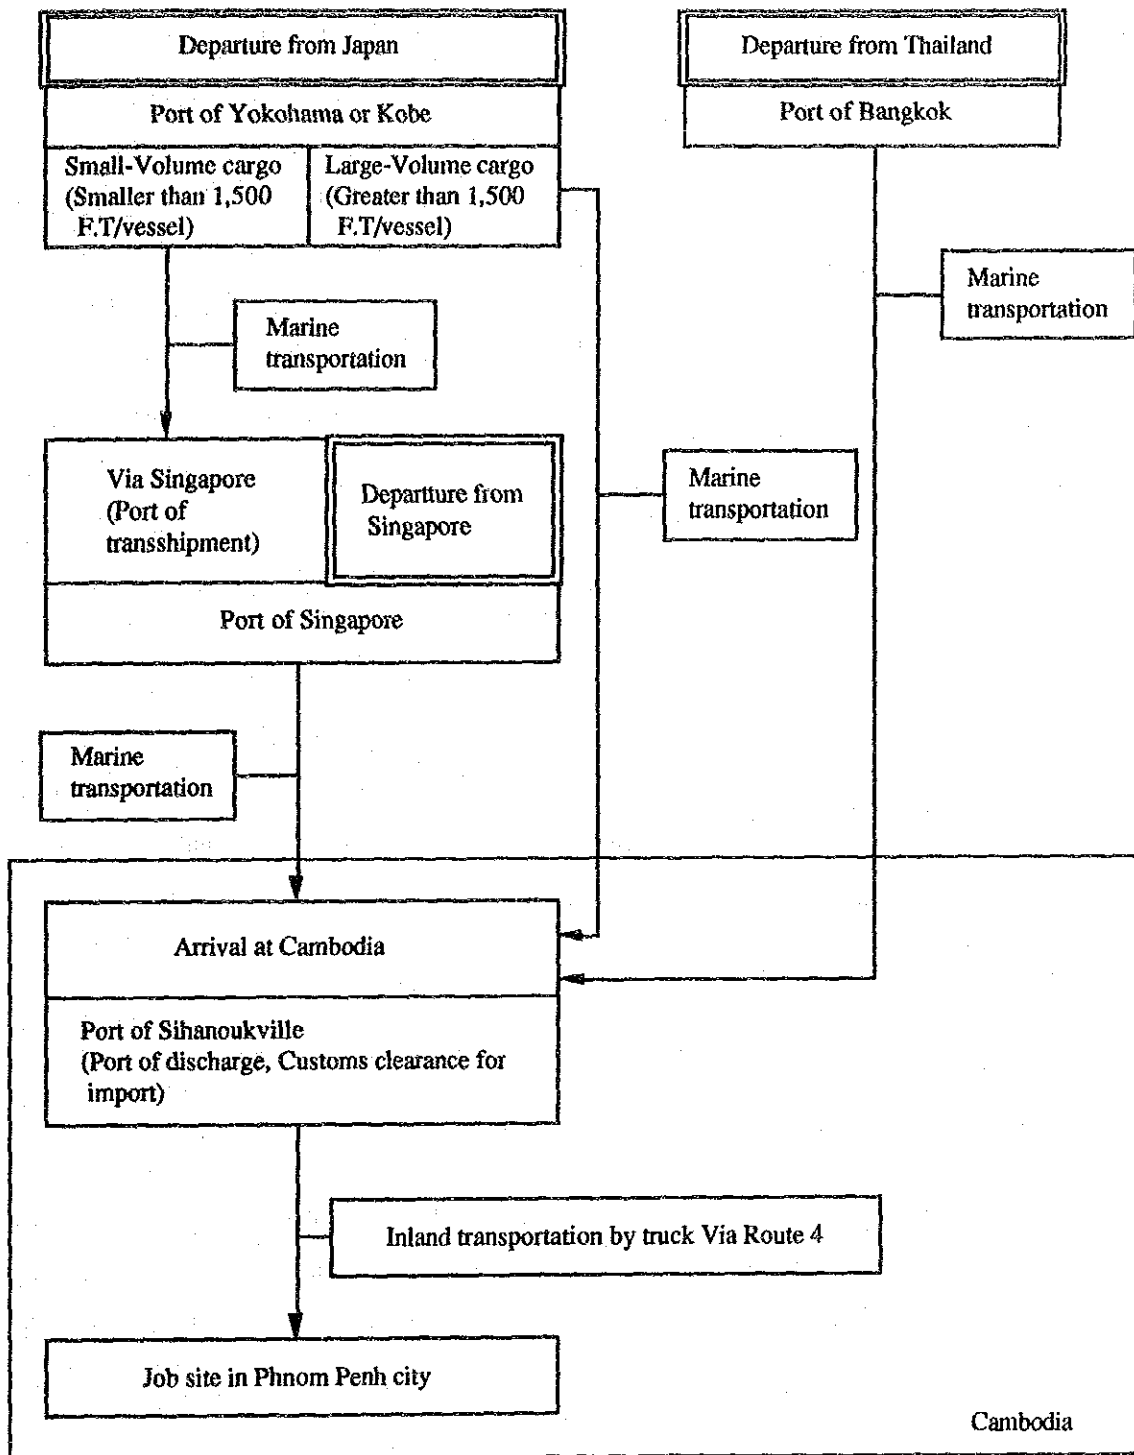 Departure from Japan
Port of Yokohama or Kobe
Small-Volume cargo
(Smaller than 1,500
F.T/vessel)
Large-Volume cargo
(Greater than 1,500
F.T/vessel)
Departure from Thailand
Port of Bangkok
Marine
transportation
Marine
transportation
Via Singapore
(Port of
transshipment)
Departture from
Singapore
Port of Singapore
Marine
transportation
Marine
transportation
Arrival at Cambodia
Port of Sihanoukville
(Port of discharge, Customs clearance for
import)
Inland transportation by truck Via Route 4
Job site in Phnom Penh city
Cambodia